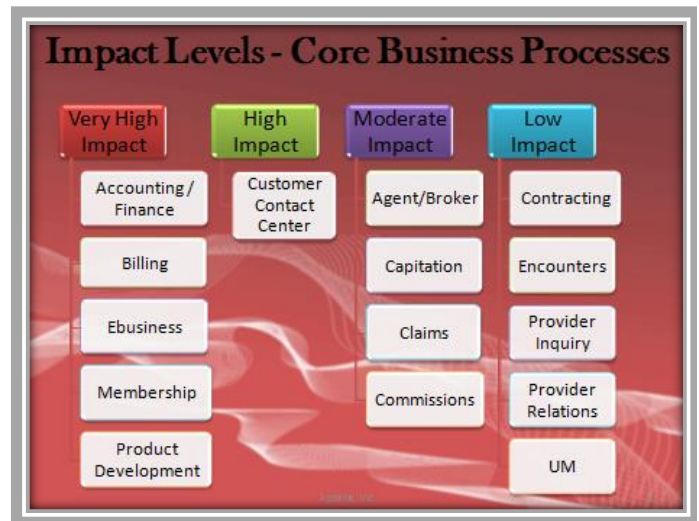 Impact Levels - Core Business Processes
Very High
Impact
High
Impact
Moderate
Impact
Low
Impact
Accounting /
Finance
Billing
Ebusiness
Membership
Product
Development
Customer
Contact
Center
Agent/Broker
Capitation
Claims
Commissions
Contracting
Encounters
Provider
Inquiry
Provider
Relations
UM